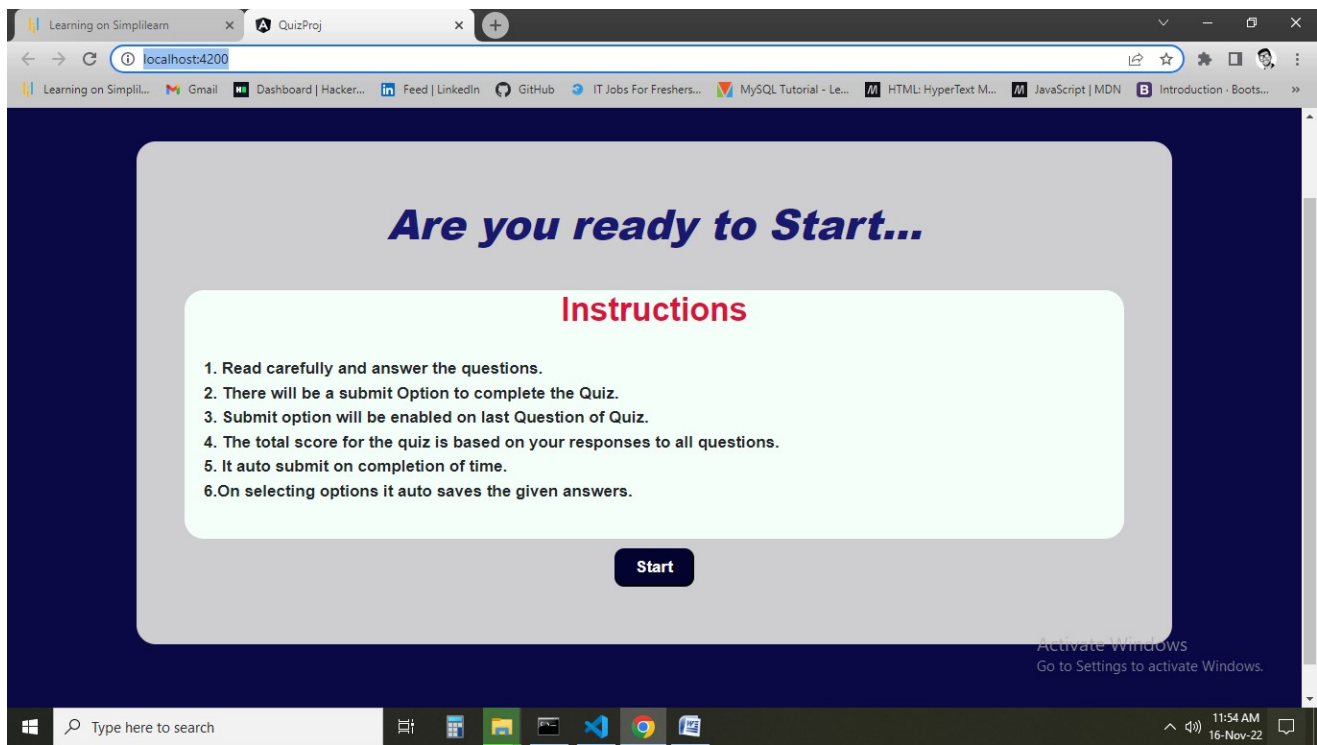 Learning on Simplilearn
QuizProj
localhost:4200
Learning on Simplil...
Gmail
Dashboard | Hacker...
Feed | LinkedIn
GitHub
IT Jobs For Freshers...
MySQL Tutorial - Le...
HTML: HyperText M...
JavaScript | MDN
Introduction · Boots...
Are you ready to Start...
Instructions
1. Read carefully and answer the questions.
2. There will be a submit Option to complete the Quiz.
3. Submit option will be enabled on last Question of Quiz.
4. The total score for the quiz is based on your responses to all questions.
5. It auto submit on completion of time.
6.On selecting options it auto saves the given answers.
Start
Activate Windows
Go to Settings to activate Windows.
Type here to search
11:54 AM
16-Nov-22